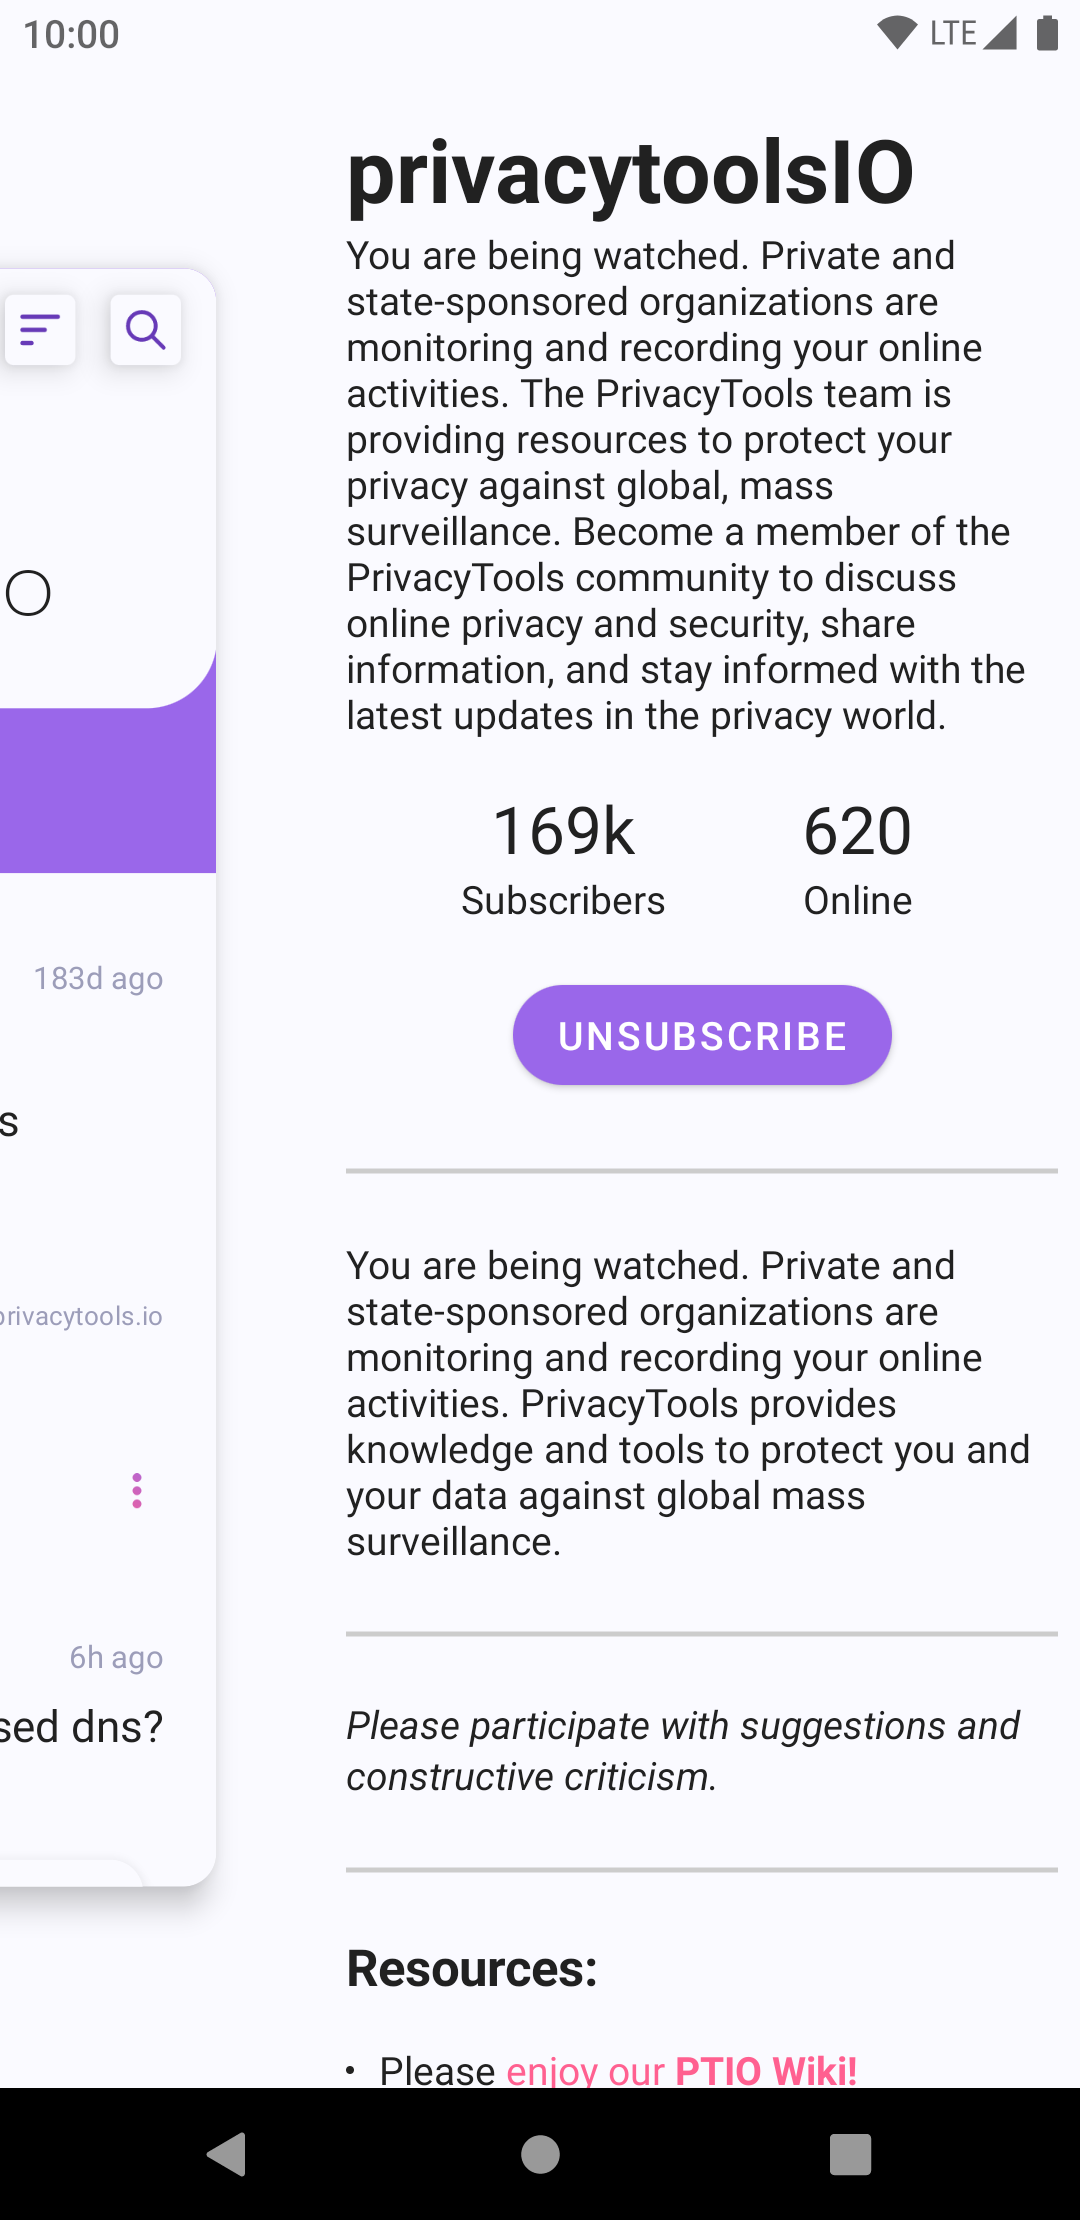 10:00
LTE
privacytoolsIO
You are being watched. Private and
state-sponsored organizations are
monitoring and recording your online
activities. The PrivacyTools team is
providing resources to protect your
privacy against global, mass
surveillance. Become a member of the
PrivacyTools community to discuss
online privacy and security, share
information, and stay informed with the
latest updates in the privacy world.
O
169k
620
Subscribers
Online
183d ago
UNSUBSCRIBE
s
You are being watched. Private and
state-sponsored organizations are
monitoring and recording your online
activities. PrivacyTools provides
knowledge and tools to protect you and
your data against global mass
surveillance.
privacytools.io
6h ago
sed dns?
Please participate with suggestions and
constructive criticism.
Resources:
• Please enjoy our PTIO Wiki!